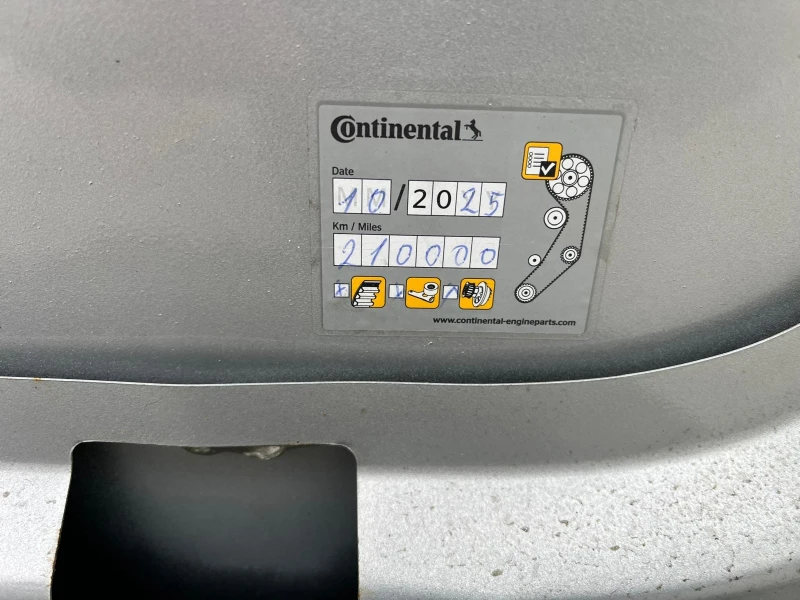 Continental
Date
10/2025
Km / Miles
210000
www.continental-engineparts.com